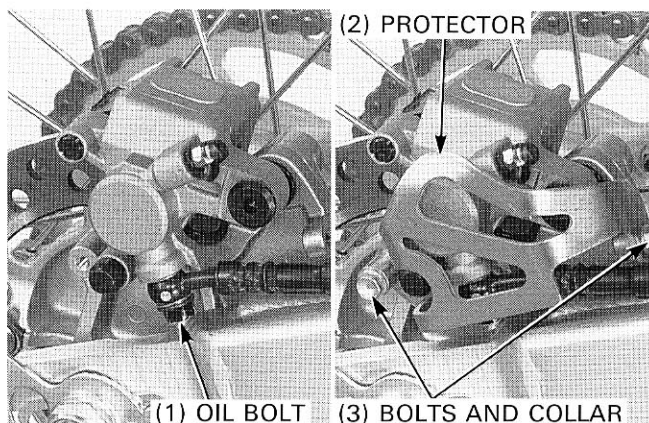 (2) PROTECTOR
(1) OIL BOLT
(3) BOLTS AND COLLAR